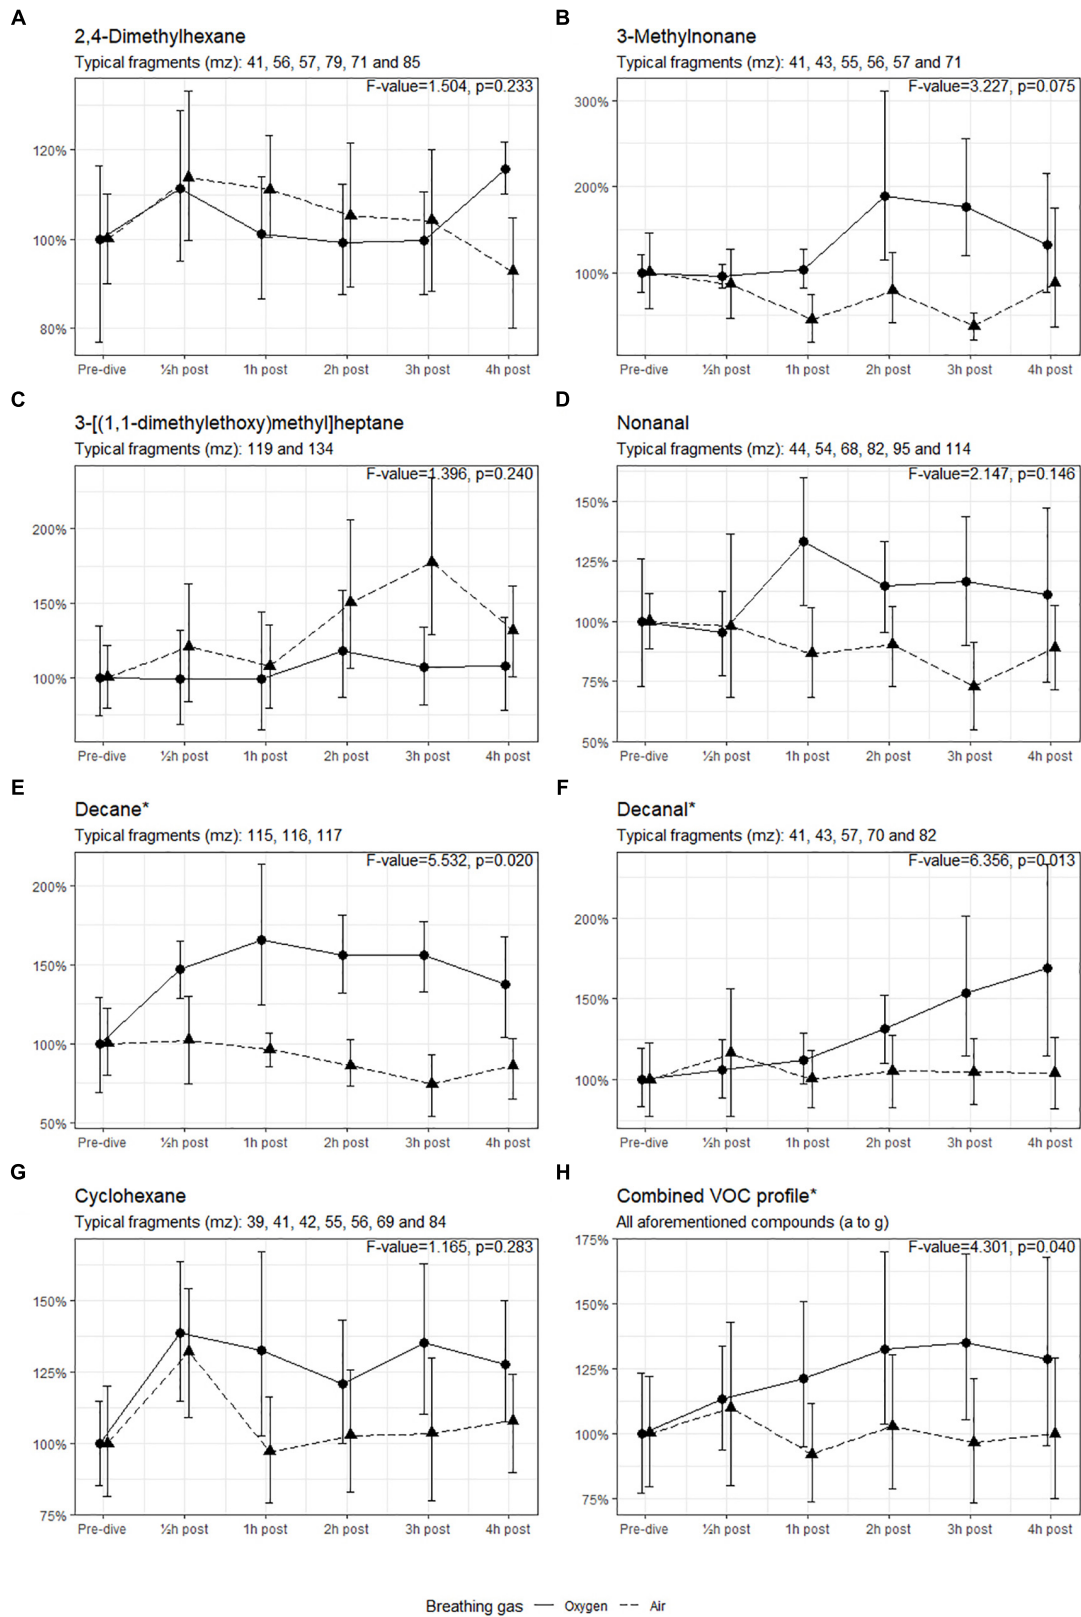 A
2,4-Dimethylhexane
Typical fragments (mz): 41, 56, 57, 79, 71 and 85
F-value=1.504, p=0.233
120%
100%
80%
Pre-dive ½h post 1h post 2h post 3h post 4h post
B
3-Methylnonane
Typical fragments (mz): 41, 43, 55, 56, 57 and 71
F-value=3.227, p=0.075
300%
200%
100%
Pre-dive ½h post 1h post 2h post 3h post 4h post
C
3-[(1,1-dimethylethoxy)methyl]heptane
Typical fragments (mz): 119 and 134
F-value=1.396, p=0.240
200%
150%
100%
Pre-dive ½h post 1h post 2h post 3h post 4h post
D
Nonanal
Typical fragments (mz): 44, 54, 68, 82, 95 and 114
F-value=2.147, p=0.146
150%
125%
100%
75%
50%
Pre-dive ½h post 1h post 2h post 3h post 4h post
E
Decane*
Typical fragments (mz): 115, 116, 117
F-value=5.532, p=0.020
200%
150%
100%
50%
Pre-dive ½h post 1h post 2h post 3h post 4h post
F
Decanal*
Typical fragments (mz): 41, 43, 57, 70 and 82
F-value=6.356, p=0.013
200%
150%
100%
Pre-dive ½h post 1h post 2h post 3h post 4h post
G
Cyclohexane
Typical fragments (mz): 39, 41, 42, 55, 56, 69 and 84
F-value=1.165, p=0.283
150%
125%
100%
75%
Pre-dive ½h post 1h post 2h post 3h post 4h post
H
Combined VOC profile*
All aforementioned compounds (a to g)
F-value=4.301, p=0.040
175%
150%
125%
100%
75%
Pre-dive ½h post 1h post 2h post 3h post 4h post
Breathing gas Oxygen Air